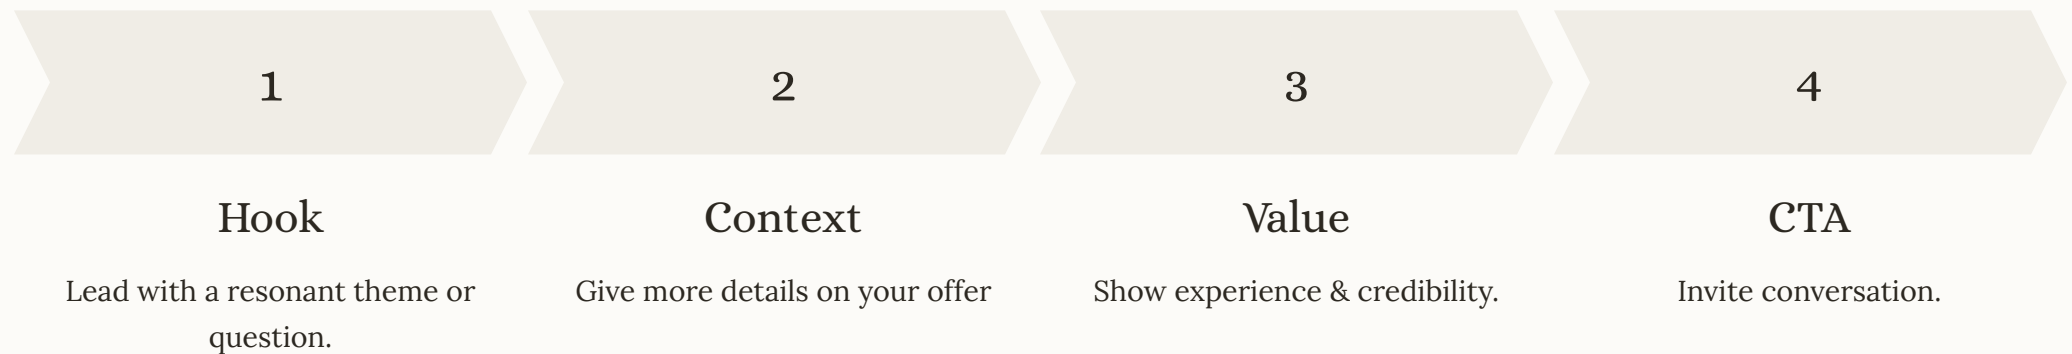 1
2
3
4
Hook
Lead with a resonant theme or
question.
Context
Give more details on your offer
Value
Show experience & credibility.
CTA
Invite conversation.